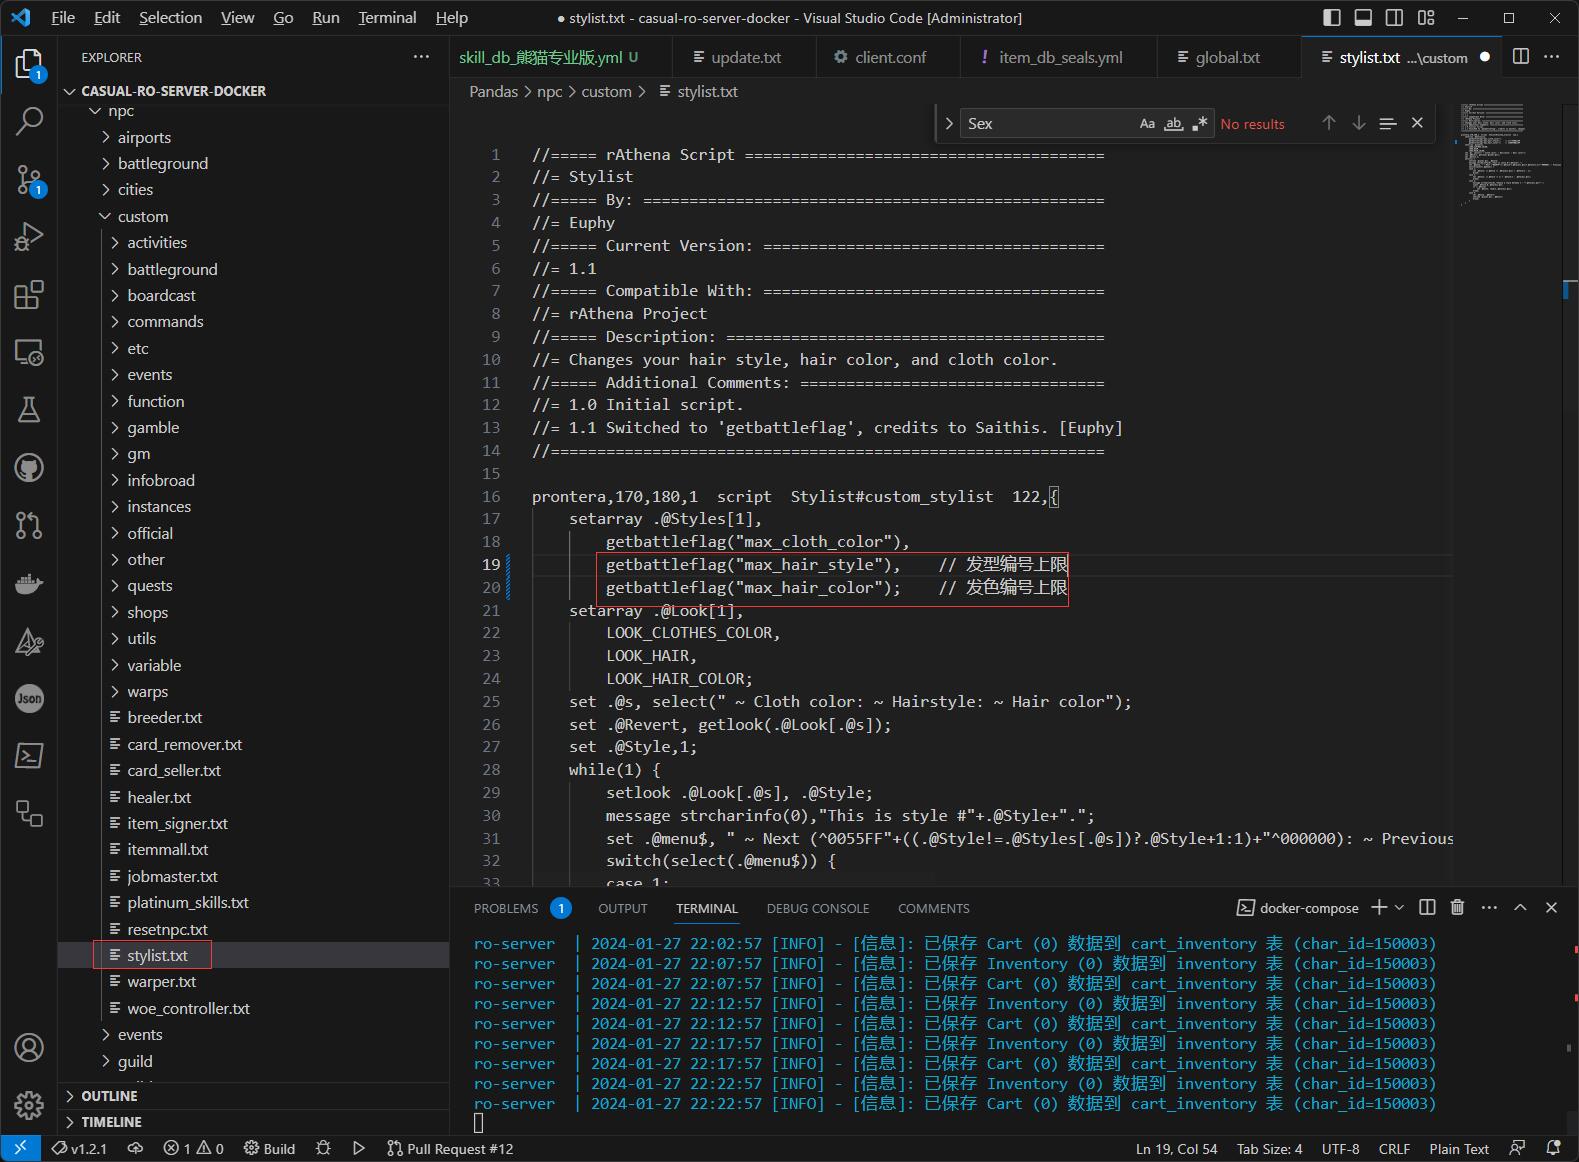 File Edit Selection View Go Run Terminal Help
● stylist.txt - casual-ro-server-docker - Visual Studio Code [Administrator]
EXPLORER
CASUAL-RO-SERVER-DOCKER
npc
airports
battleground
cities
custom
activities
battleground
boardcast
commands
etc
events
function
gamble
gm
infobroad
instances
official
other
quests
shops
utils
variable
warps
breeder.txt
card_remover.txt
card_seller.txt
healer.txt
item_signer.txt
itemmall.txt
jobmaster.txt
platinum_skills.txt
resetnpc.txt
stylist.txt
warper.txt
woe_controller.txt
events
guild
OUTLINE
TIMELINE
1
1
Json
skill_db_熊猫专业版.yml U
update.txt
client.conf
! item_db_seals.yml
global.txt
stylist.txt ...\custom
Pandas > npc > custom > stylist.txt
Sex Aa ab No results
1 //===== rAthena Script =======================================
2 //= Stylist
3 //===== By: ==================================================
4 //= Euphy
5 //===== Current Version: =====================================
6 //= 1.1
7 //===== Compatible With: =====================================
8 //= rAthena Project
9 //===== Description: =========================================
10 //= Changes your hair style, hair color, and cloth color.
11 //===== Additional Comments: =================================
12 //= 1.0 Initial script.
13 //= 1.1 Switched to 'getbattleflag', credits to Saithis. [Euphy]
14 //============================================================
15
16 prontera,170,180,1 script Stylist#custom_stylist 122,{
17 setarray .@Styles[1],
18 getbattleflag("max_cloth_color"),
19 getbattleflag("max_hair_style"), // 发型编号上限
20 getbattleflag("max_hair_color"); // 发色编号上限
21 setarray .@Look[1],
22 LOOK_CLOTHES_COLOR,
23 LOOK_HAIR,
24 LOOK_HAIR_COLOR;
25 set .@s, select(" ~ Cloth color: ~ Hairstyle: ~ Hair color");
26 set .@Revert, getlook(.@Look[.@s]);
27 set .@Style,1;
28 while(1) {
29 setlook .@Look[.@s], .@Style;
30 message strcharinfo(0),"This is style #"+.@Style+".";
31 set .@menu$, " ~ Next (^0055FF"+((.@Style!=.@Styles[.@s])?.@Style+1:1)+"^000000): ~ Previous
32 switch(select(.@menu$)) {
33 case 1:
PROBLEMS 1 OUTPUT TERMINAL DEBUG CONSOLE COMMENTS
docker-compose
ro-server | 2024-01-27 22:02:57 [INFO] - [信息]: 已保存 Cart (0) 数据到 cart_inventory 表 (char_id=150003)
ro-server | 2024-01-27 22:07:57 [INFO] - [信息]: 已保存 Inventory (0) 数据到 inventory 表 (char_id=150003)
ro-server | 2024-01-27 22:07:57 [INFO] - [信息]: 已保存 Cart (0) 数据到 cart_inventory 表 (char_id=150003)
ro-server | 2024-01-27 22:12:57 [INFO] - [信息]: 已保存 Inventory (0) 数据到 inventory 表 (char_id=150003)
ro-server | 2024-01-27 22:12:57 [INFO] - [信息]: 已保存 Cart (0) 数据到 cart_inventory 表 (char_id=150003)
ro-server | 2024-01-27 22:17:57 [INFO] - [信息]: 已保存 Inventory (0) 数据到 inventory 表 (char_id=150003)
ro-server | 2024-01-27 22:17:57 [INFO] - [信息]: 已保存 Cart (0) 数据到 cart_inventory 表 (char_id=150003)
ro-server | 2024-01-27 22:22:57 [INFO] - [信息]: 已保存 Inventory (0) 数据到 inventory 表 (char_id=150003)
ro-server | 2024-01-27 22:22:57 [INFO] - [信息]: 已保存 Cart (0) 数据到 cart_inventory 表 (char_id=150003)
v1.2.1 1 0 Build Pull Request #12 Ln 19, Col 54 Tab Size: 4 UTF-8 CRLF Plain Text